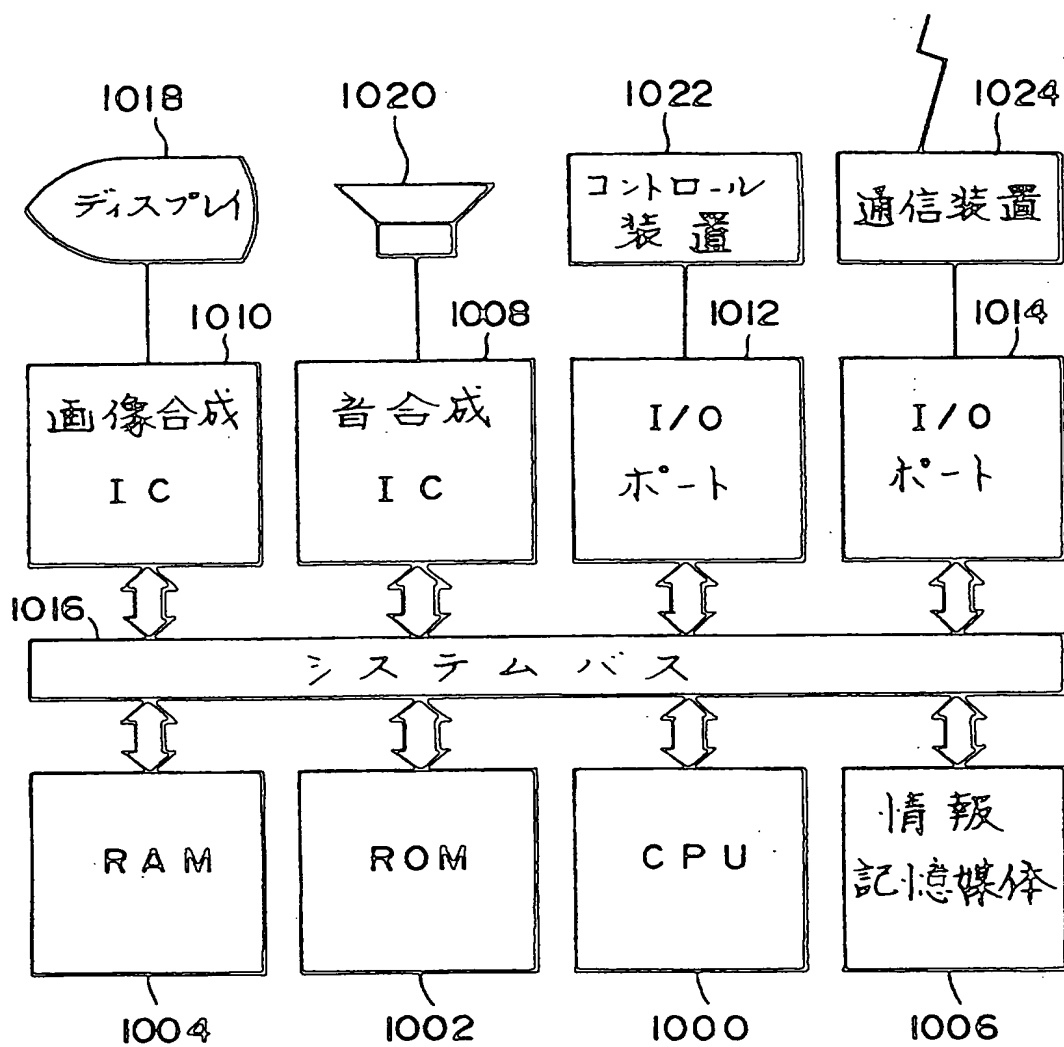 1018
1020
1022
1024
ディスプレイ
コントロール
装置
通信装置
1010
1008
1012
1014
画像合成
IC
音合成
IC
I/O
ポート
I/O
ポート
1016
システムバス
RAM
ROM
CPU
情報
記憶媒体
1004
1002
1000
1006